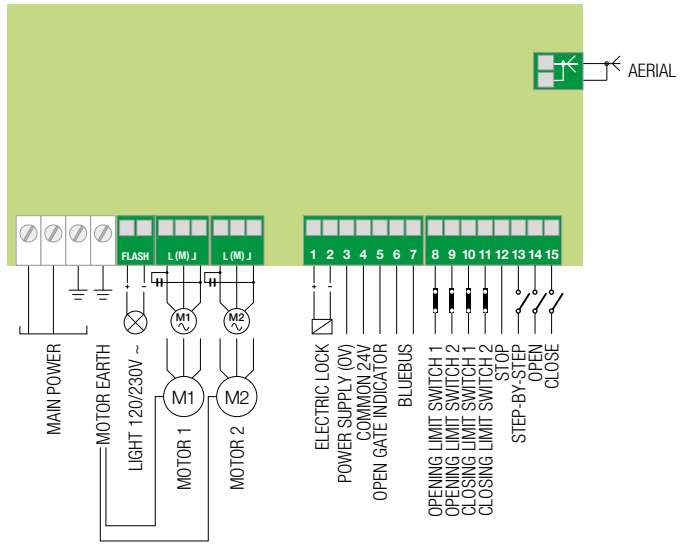 AERIAL
FLASH
L (M) ⅃
L (M) ⅃
1 2 3 4 5 6 7
8 9 10 11 12 13 14 15
+ -
+ -
M1
~
M2
~
M1
M2
MAIN POWER
MOTOR EARTH
LIGHT 120/230V ~
MOTOR 1
MOTOR 2
ELECTRIC LOCK
POWER SUPPLY (OV)
COMMON 24V
OPEN GATE INDICATOR
BLUEBUS
OPENING LIMIT SWITCH 1
OPENING LIMIT SWITCH 2
CLOSING LIMIT SWITCH 1
CLOSING LIMIT SWITCH 2
STOP
STEP-BY-STEP
OPEN
CLOSE